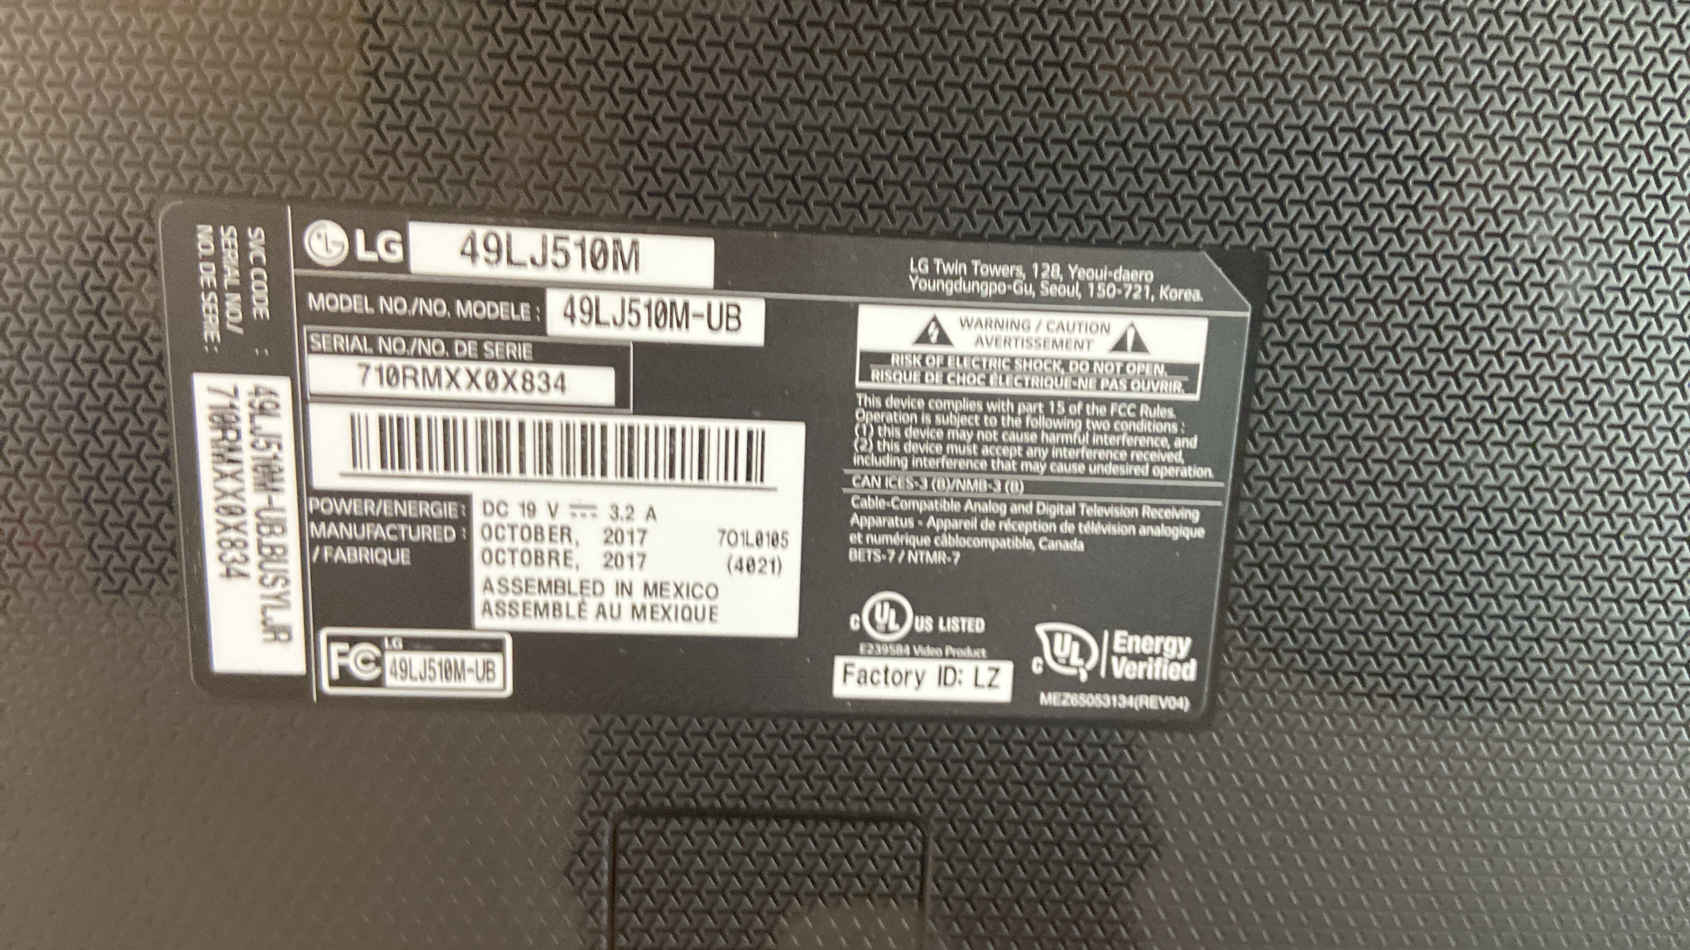 SVC CODE :
SERIAL NO/
NO. DE SERIE:
49LJ510M-UB.BUSYLJR
710RMXX0X834
LG 49LJ510M
MODEL NO./NO. MODELE : 49LJ510M-UB
SERIAL NO./NO. DE SERIE
710RMXX0X834
POWER/ENERGIE : DC 19 V 3.2 A
MANUFACTURED : OCTOBER, 2017 701L0105
/ FABRIQUE OCTOBRE, 2017 (4021)
ASSEMBLED IN MEXICO
ASSEMBLÉ AU MEXIQUE
FC LG
49LJ510M-UB
LG Twin Towers, 128, Yeoui-daero
Youngdungpo-Gu, Seoul, 150-721, Korea.
WARNING / CAUTION
AVERTISSEMENT
RISK OF ELECTRIC SHOCK, DO NOT OPEN.
RISQUE DE CHOC ÉLECTRIQUE-NE PAS OUVRIR.
This device complies with part 15 of the FCC Rules.
Operation is subject to the following two conditions :
(1) this device may not cause harmful interference, and
(2) this device must accept any interference received,
including interference that may cause undesired operation.
CAN ICES-3 (B)/NMB-3 (B)
Cable-Compatible Analog and Digital Television Receiving
Apparatus - Appareil de réception de télévision analogique
et numérique câblocompatible, Canada
BETS-7 / NTMR-7
C UL US LISTED
E239584 Video Product
Factory ID: LZ
C UL Energy
Verified
MEZ65053134(REV04)